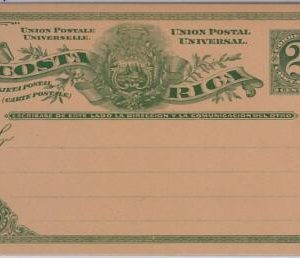 UNION POSTALE
UNIVERSELLE.
UNION POSTAL
UNIVERSAL.
COSTA
RICA
TARJETA POSTAL
(CARTE POSTALE)
2
ESCRIBASE DE ESTE LADO LA DIRECCION Y LA COMUNICACION DEL OTRO